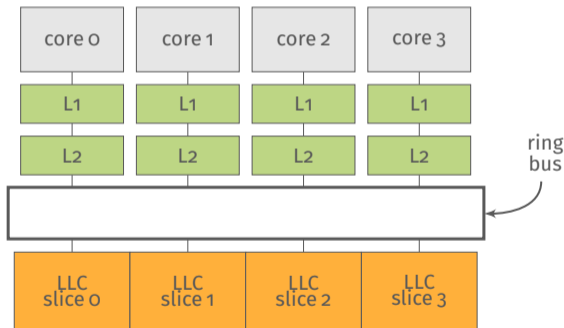 core 0 core 1 core 2 core 3
L1 L1 L1 L1
L2 L2 L2 L2
ring
bus
LLC LLC LLC LLC
slice 0 slice 1 slice 2 slice 3